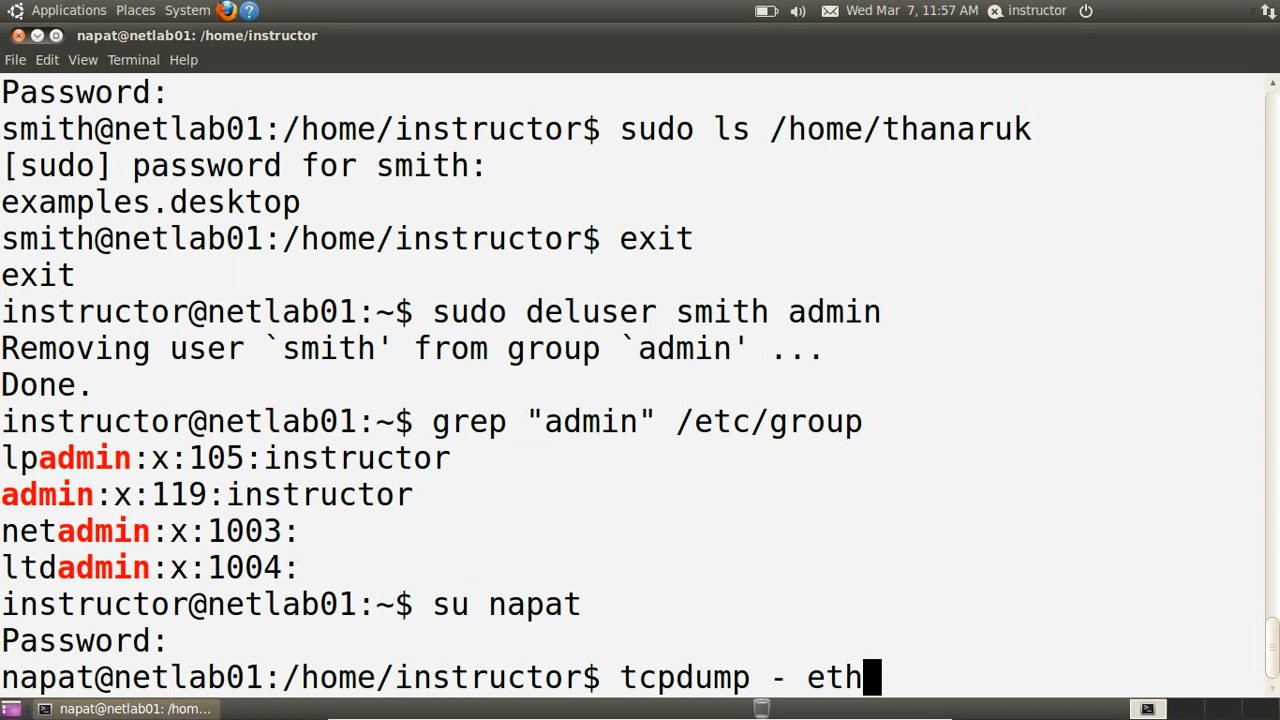 Applications Places System Wed Mar 7, 11:57 AM instructor
napat@netlab01: /home/instructor
File Edit View Terminal Help
Password:
smith@netlab01:/home/instructor$ sudo ls /home/thanaruk
[sudo] password for smith:
examples.desktop
smith@netlab01:/home/instructor$ exit
exit
instructor@netlab01:~$ sudo deluser smith admin
Removing user `smith' from group `admin' ...
Done.
instructor@netlab01:~$ grep "admin" /etc/group
lpadmin:x:105:instructor
admin:x:119:instructor
netadmin:x:1003:
ltdadmin:x:1004:
instructor@netlab01:~$ su napat
Password:
napat@netlab01:/home/instructor$ tcpdump - eth
napat@netlab01: /hom...